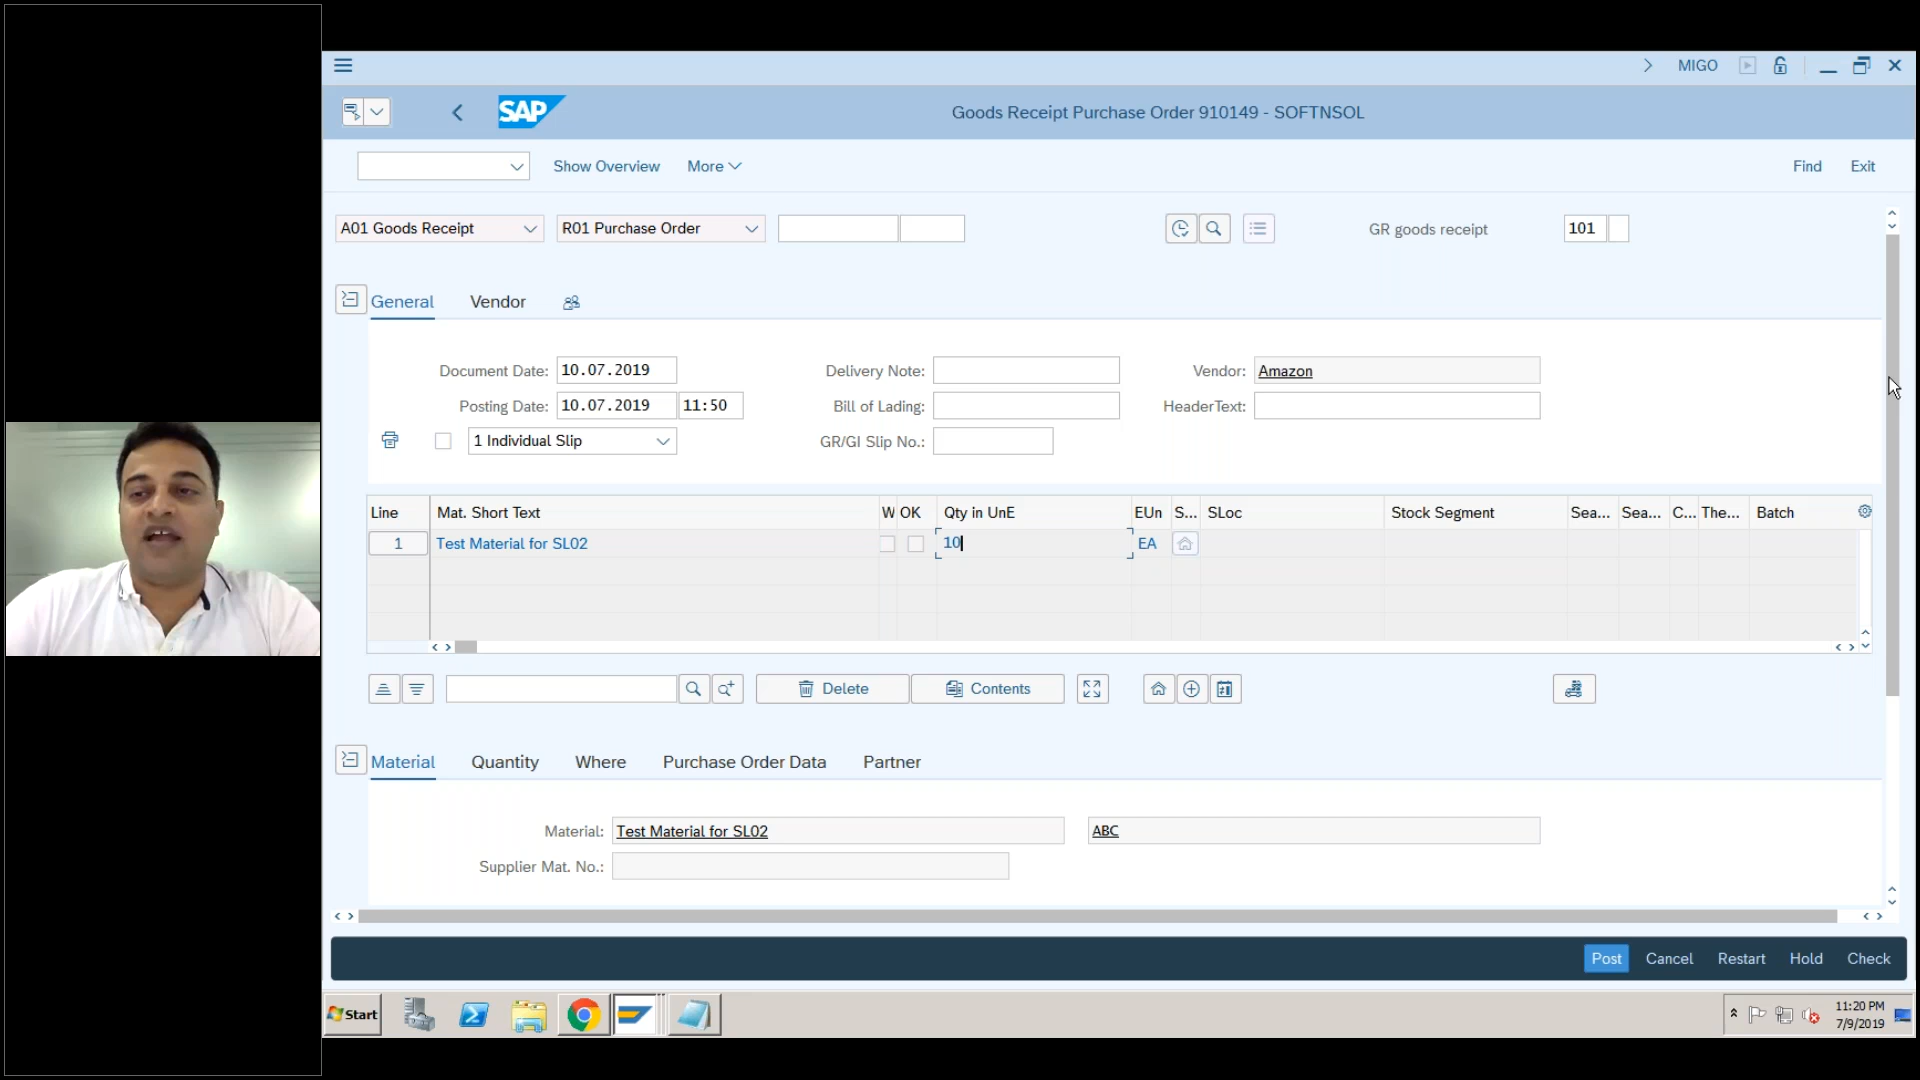 MIGO
SAP
Goods Receipt Purchase Order 910149 - SOFTNSOL
Show Overview More
Find Exit
A01 Goods Receipt R01 Purchase Order GR goods receipt 101
General Vendor
Document Date: 10.07.2019 Delivery Note: Vendor: Amazon
Posting Date: 10.07.2019 11:50 Bill of Lading: HeaderText:
1 Individual Slip GR/GI Slip No.:
Line Mat. Short Text W OK Qty in UnE EUn S... SLoc Stock Segment Sea... Sea... C... The... Batch
1 Test Material for SL02 10 EA
Delete Contents
Material Quantity Where Purchase Order Data Partner
Material: Test Material for SL02 ABC
Supplier Mat. No.:
Post Cancel Restart Hold Check
Start
11:20 PM
7/9/2019